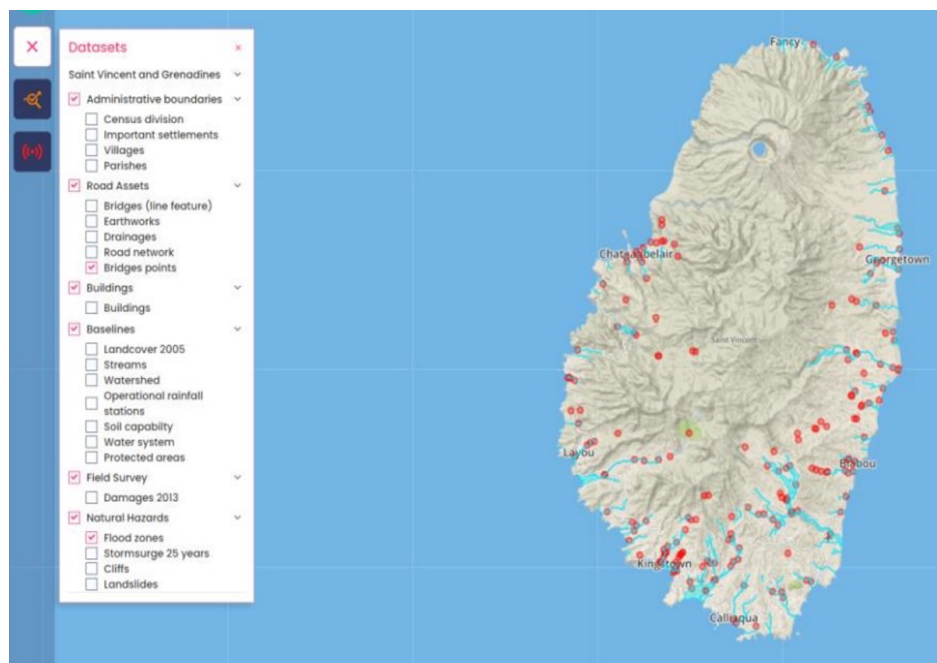 Datasets
Saint Vincent and Grenadines
Administrative boundaries
Census division
Important settlements
Villages
Parishes
Road Assets
Bridges (line feature)
Earthworks
Drainages
Road network
Bridges points
Buildings
Buildings
Baselines
Landcover 2005
Streams
Watershed
Operational rainfall
stations
Soil capabilty
Water system
Protected areas
Field Survey
Damages 2013
Natural Hazards
Flood zones
Stormsurge 25 years
Cliffs
Landslides
Fancy
Chateaubelair
Georgetown
Saint Vincent
Layou
Biabou
Kingstown
Calliaqua